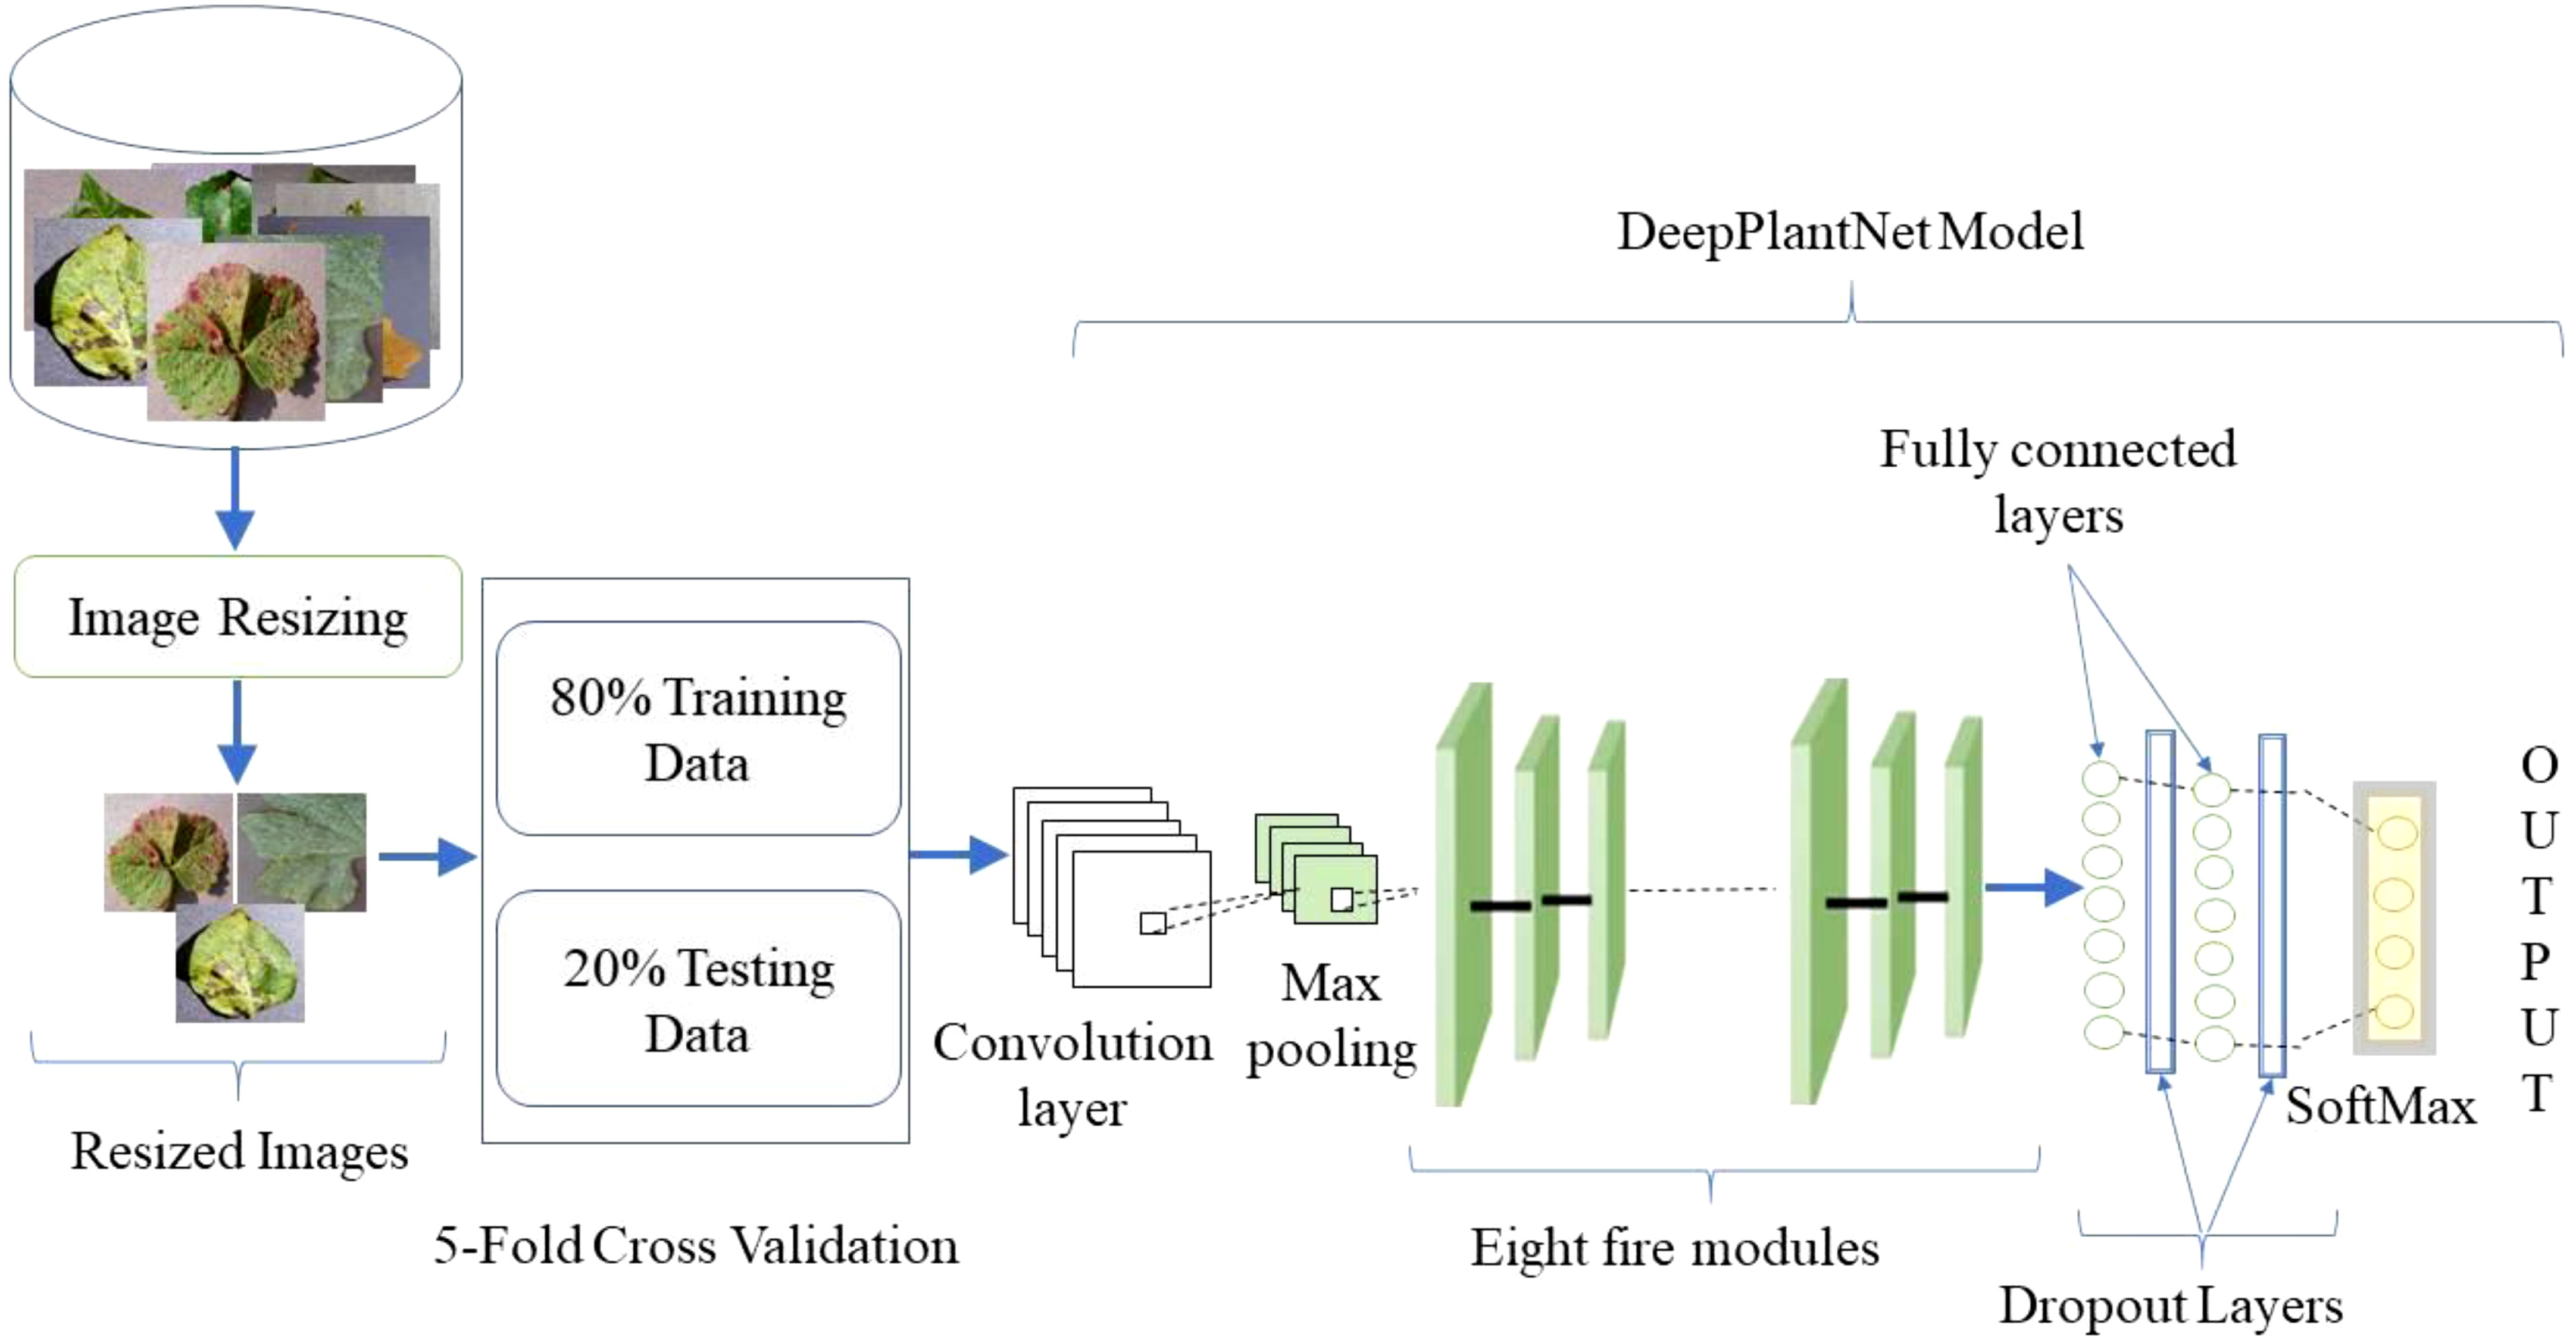 DeepPlantNet Model
Fully connected
layers
Image Resizing
80% Training
Data
20% Testing
Data
Resized Images
5-Fold Cross Validation
Convolution
layer
Max
pooling
Eight fire modules
Dropout Layers
SoftMax
O
U
T
P
U
T